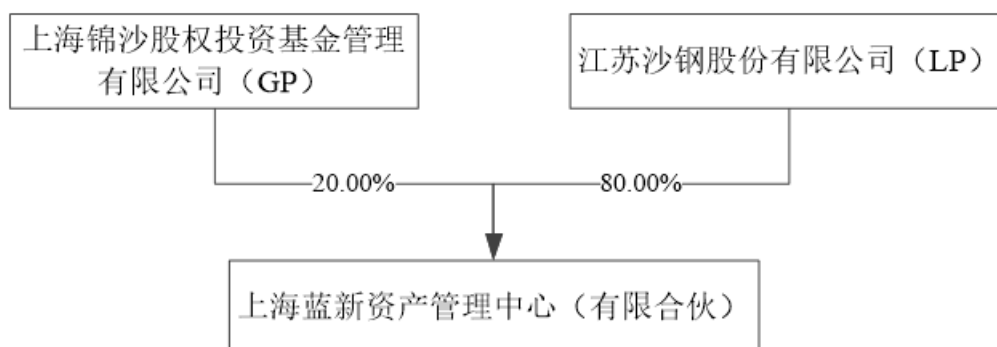 上海锦沙股权投资基金管理
有限公司（GP）
江苏沙钢股份有限公司（LP）
20.00%
80.00%
上海蓝新资产管理中心（有限合伙）